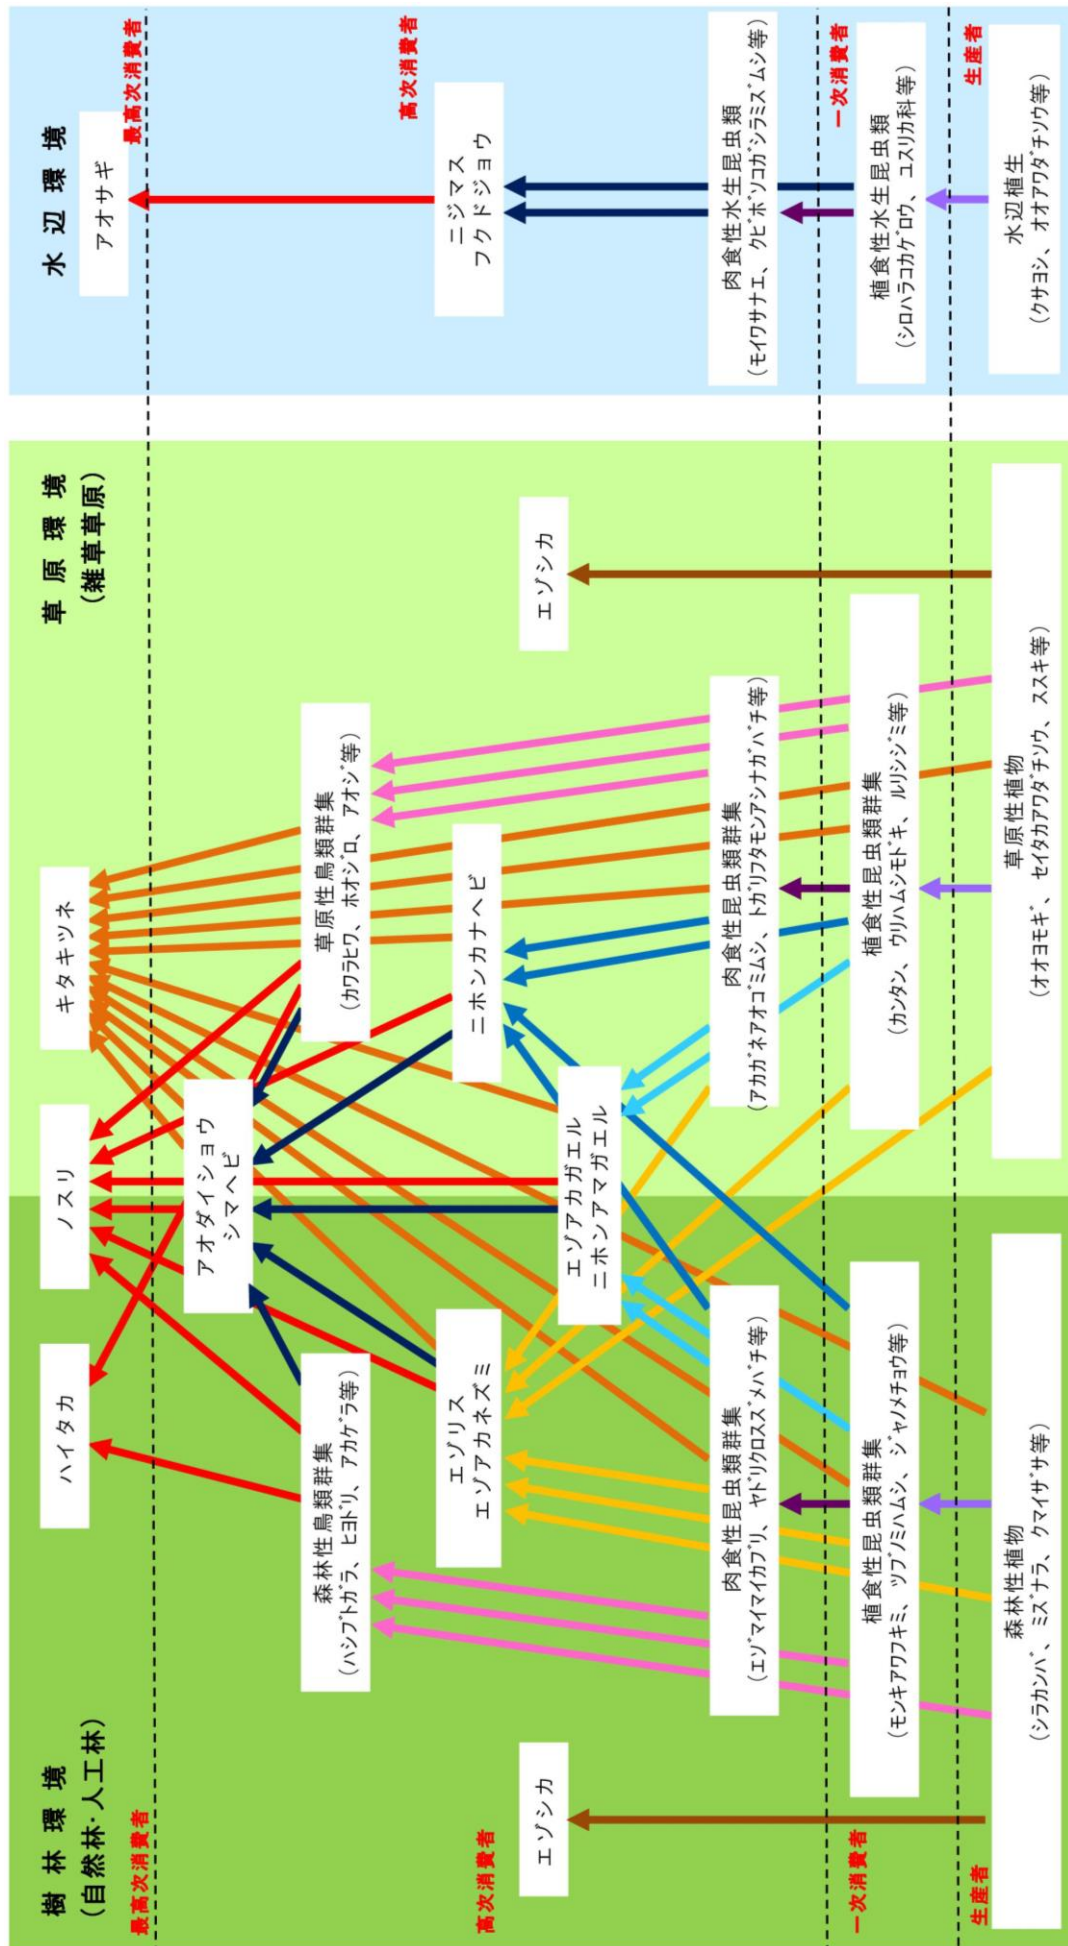 樹林環境
(自然林･人工林)
草原環境
(雑草草原)
水辺環境
最高次消費者
最高次消費者
ハイタカ
ノスリ
キタキツネ
アオサギ
アオダイショウ
シマヘビ
森林性鳥類群集
(ハシブトガラ、ヒヨドリ、アカゲラ等)
草原性鳥類群集
(カワラヒワ、ホオジロ、アオジ等)
高次消費者
高次消費者
エゾリス
エゾアカネズミ
ニホンカナヘビ
ニジマス
フクドジョウ
エゾシカ
エゾアカガエル
ニホンアマガエル
エゾシカ
肉食性昆虫類群集
(エゾマイマイカブリ、ヤドリクロスズメバチ等)
肉食性昆虫類群集
(アカガネアオゴミムシ、トガリフタモンアシナガバチ等)
肉食性水生昆虫類
(モイワサナエ、クビボソコガシラミズムシ等)
一次消費者
一次消費者
植食性昆虫類群集
(モンキアワフキミ、ツブノミハムシ、ジャノメチョウ等)
植食性昆虫類群集
(カンタン、ウリハムシモドキ、ルリシジミ等)
植食性水生昆虫類
(シロハラコカゲロウ、ユスリカ科等)
生産者
生産者
森林性植物
(シラカンバ、ミズナラ、クマイザサ等)
草原性植物
(オオヨモギ、セイタカアワダチソウ、ススキ等)
水辺植生
(クサヨシ、オオアワダチソウ等)